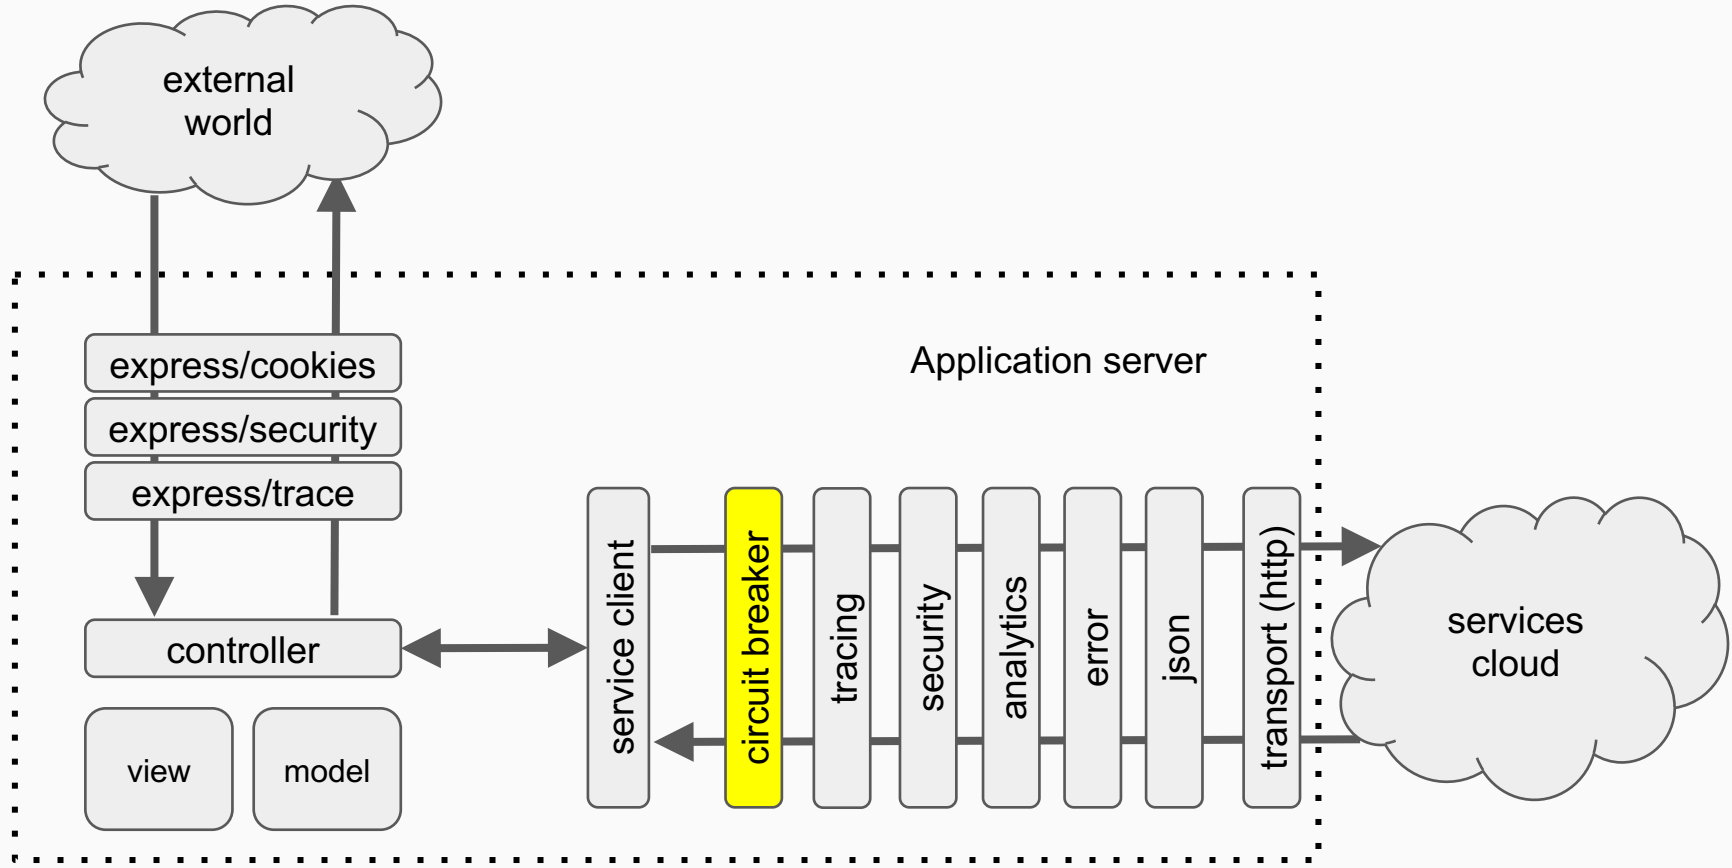 external
world
Application server
express/cookies
express/security
express/trace
controller
view
model
service client
circuit breaker
tracing
security
analytics
error
json
transport (http)
services
cloud